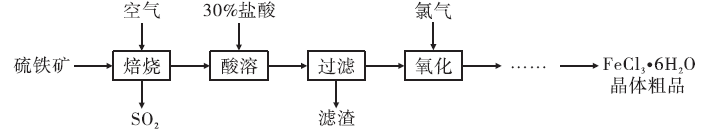 空气
30%盐酸
氯气
硫铁矿
焙烧
酸溶
过滤
氧化
……
FeCl₃•6H₂O
晶体粗品
SO₂
滤渣